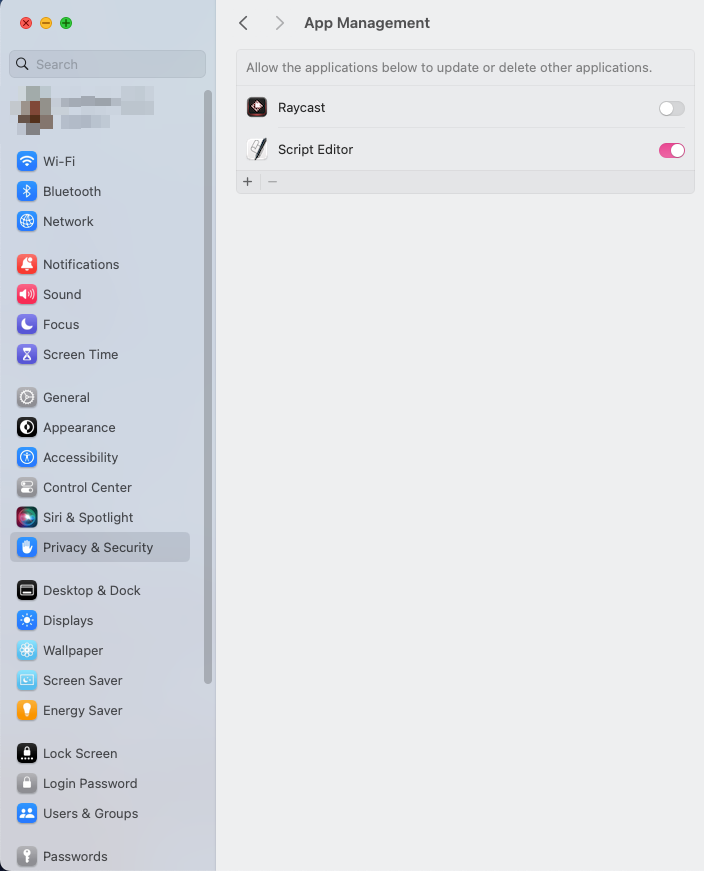 App Management
Search
Allow the applications below to update or delete other applications.
Raycast
Script Editor
Wi-Fi
Bluetooth
Network
Notifications
Sound
Focus
Screen Time
General
Appearance
Accessibility
Control Center
Siri & Spotlight
Privacy & Security
Desktop & Dock
Displays
Wallpaper
Screen Saver
Energy Saver
Lock Screen
Login Password
Users & Groups
Passwords